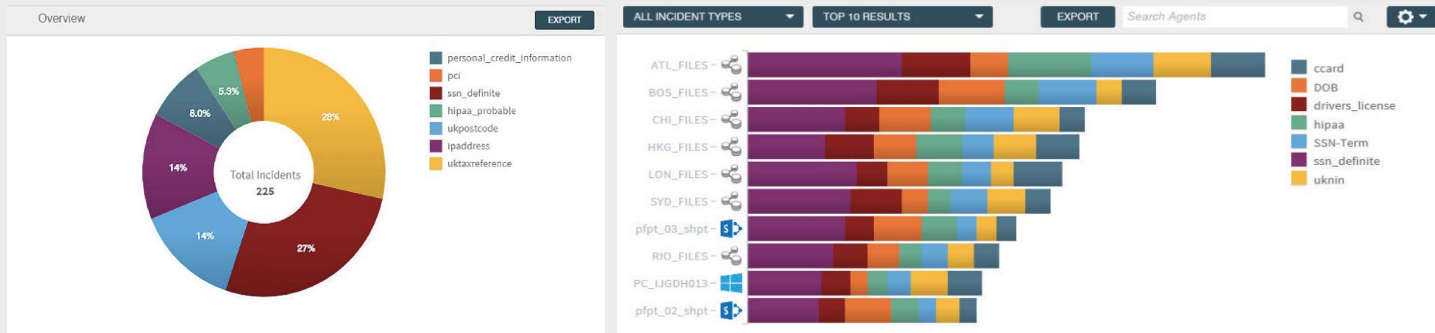 Overview
EXPORT
personal_credit_information
pci
ssn_definite
hipaa_probable
ukpostcode
ipaddress
uktaxreference
5.3%
8.0%
28%
14%
Total Incidents
225
14%
27%
ALL INCIDENT TYPES
TOP 10 RESULTS
EXPORT
Search Agents
ATL_FILES
BOS_FILES
CHI_FILES
HKG_FILES
LON_FILES
SYD_FILES
pfpt_03_shpt
RIO_FILES
PC_IJGDH013
pfpt_02_shpt
ccard
DOB
drivers_license
hipaa
SSN-Term
ssn_definite
uknin